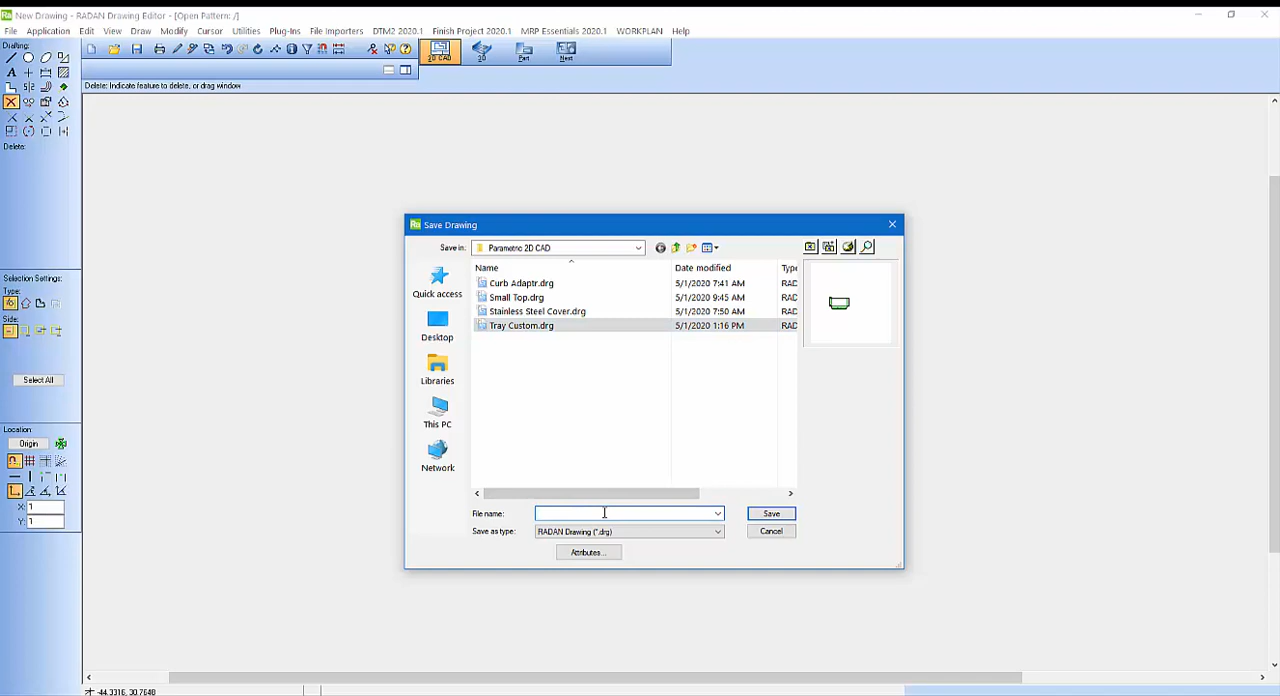 New Drawing - RADAN Drawing Editor - [Open Pattern: /]
File Application Edit View Draw Modify Cursor Utilities Plug-Ins File Importers DTM2 2020.1 Finish Project 2020.1 MRP Essentials 2020.1 WORKPLAN Help
Drafting:
2D CAD 3D Part Nest
Delete: Indicate feature to delete, or drag window
Delete:
Save Drawing
Save in: Parametric 2D CAD
Name Date modified Type
Quick access
Curb Adaptr.drg 5/1/2020 7:41 AM RAD
Small Top.drg 5/1/2020 9:45 AM RAD
Stainless Steel Cover.drg 5/1/2020 7:50 AM RAD
Tray Custom.drg 5/1/2020 1:16 PM RAD
Desktop
Libraries
This PC
Network
File name: Save
Save as type: RADAN Drawing (*.drg) Cancel
Attributes...
Selection Settings:
Type:
Side:
Select All
Location
Origin
X: 1
Y: 1
-44.3316, 30.7648